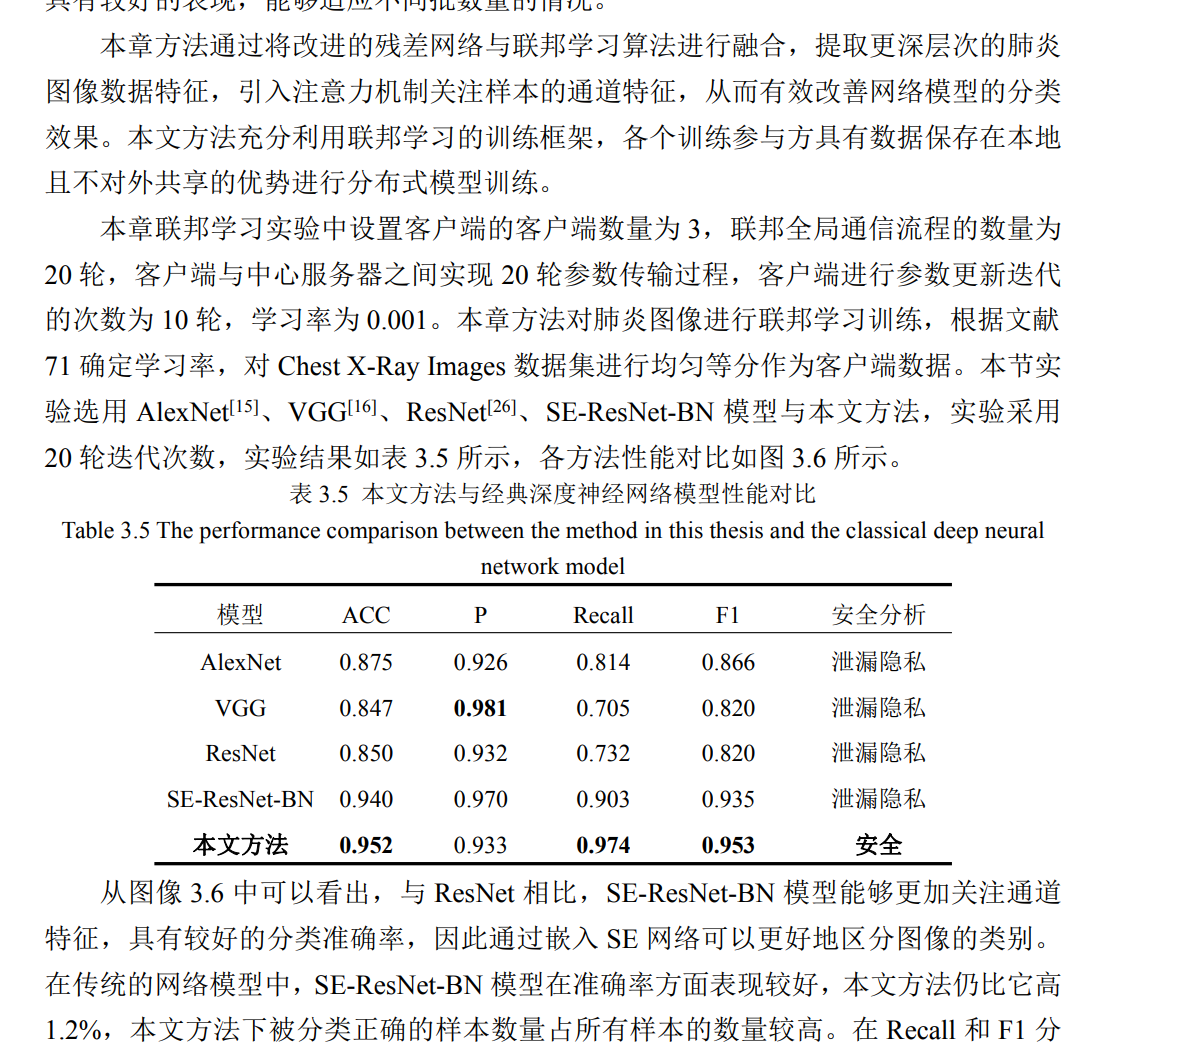 具有较好的表现，能够适应不同批数量的情况。
本章方法通过将改进的残差网络与联邦学习算法进行融合，提取更深层次的肺炎
图像数据特征，引入注意力机制关注样本的通道特征，从而有效改善网络模型的分类
效果。本文方法充分利用联邦学习的训练框架，各个训练参与方具有数据保存在本地
且不对外共享的优势进行分布式模型训练。
本章联邦学习实验中设置客户端的客户端数量为 3，联邦全局通信流程的数量为
20 轮，客户端与中心服务器之间实现 20 轮参数传输过程，客户端进行参数更新迭代
的次数为 10 轮，学习率为 0.001。本章方法对肺炎图像进行联邦学习训练，根据文献
71 确定学习率，对 Chest X-Ray Images 数据集进行均匀等分作为客户端数据。本节实
验选用 AlexNet[15]、VGG[16]、ResNet[26]、SE-ResNet-BN 模型与本文方法，实验采用
20 轮迭代次数，实验结果如表 3.5 所示，各方法性能对比如图 3.6 所示。
表 3.5 本文方法与经典深度神经网络模型性能对比
Table 3.5 The performance comparison between the method in this thesis and the classical deep neural
network model
模型 ACC P Recall F1 安全分析
AlexNet 0.875 0.926 0.814 0.866 泄漏隐私
VGG 0.847 0.981 0.705 0.820 泄漏隐私
ResNet 0.850 0.932 0.732 0.820 泄漏隐私
SE-ResNet-BN 0.940 0.970 0.903 0.935 泄漏隐私
本文方法 0.952 0.933 0.974 0.953 安全
从图像 3.6 中可以看出，与 ResNet 相比，SE-ResNet-BN 模型能够更加关注通道
特征，具有较好的分类准确率，因此通过嵌入 SE 网络可以更好地区分图像的类别。
在传统的网络模型中，SE-ResNet-BN 模型在准确率方面表现较好，本文方法仍比它高
1.2%，本文方法下被分类正确的样本数量占所有样本的数量较高。在 Recall 和 F1 分